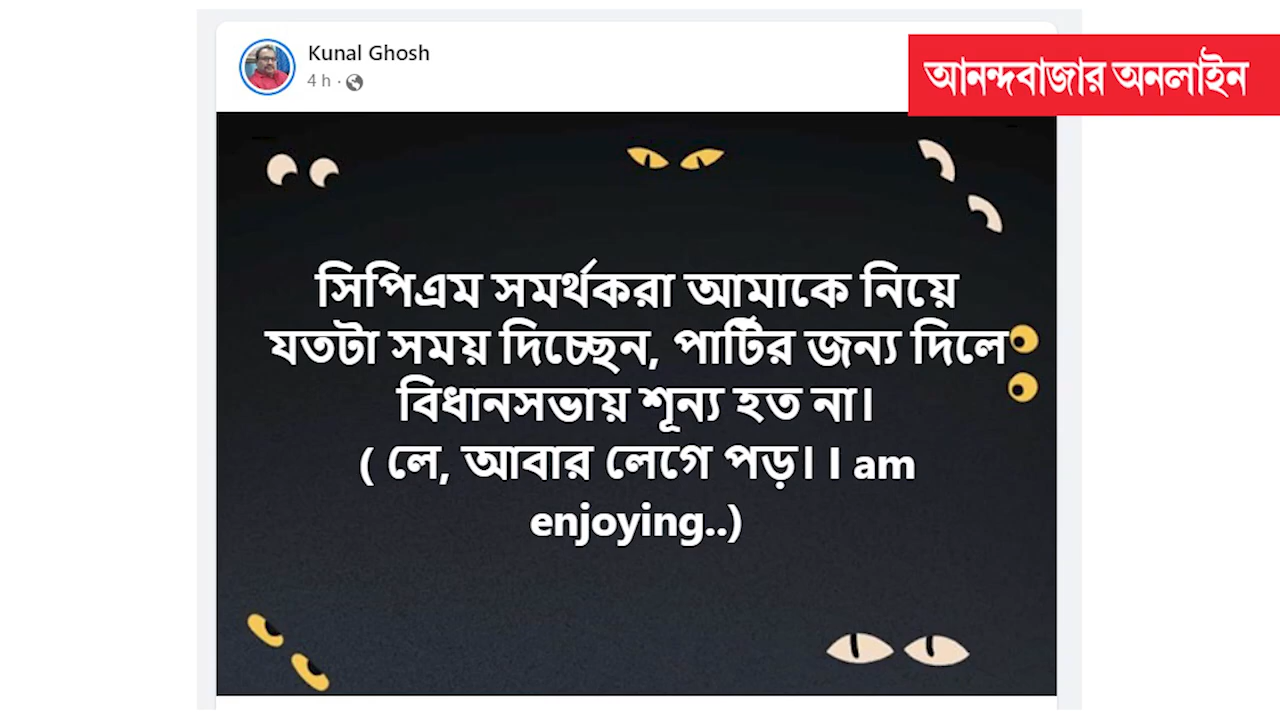 Kunal Ghosh
4 h ·
আনন্দবাজার অনলাইন
সিপিএম সমর্থকরা আমাকে নিয়ে
যতটা সময় দিচ্ছেন, পার্টির জন্য দিলে
বিধানসভায় শূন্য হত না।
( লে, আবার লেগে পড়। I am
enjoying..)